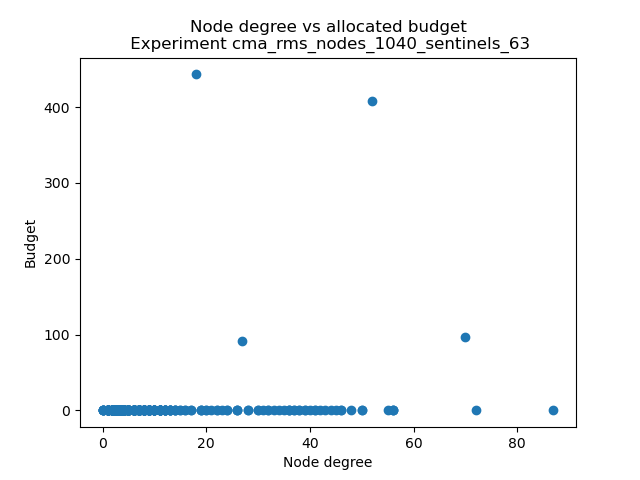 Node degree vs allocated budget
Experiment cma_rms_nodes_1040_sentinels_63
400
300
200
100
0
Budget
0 20 40 60 80
Node degree